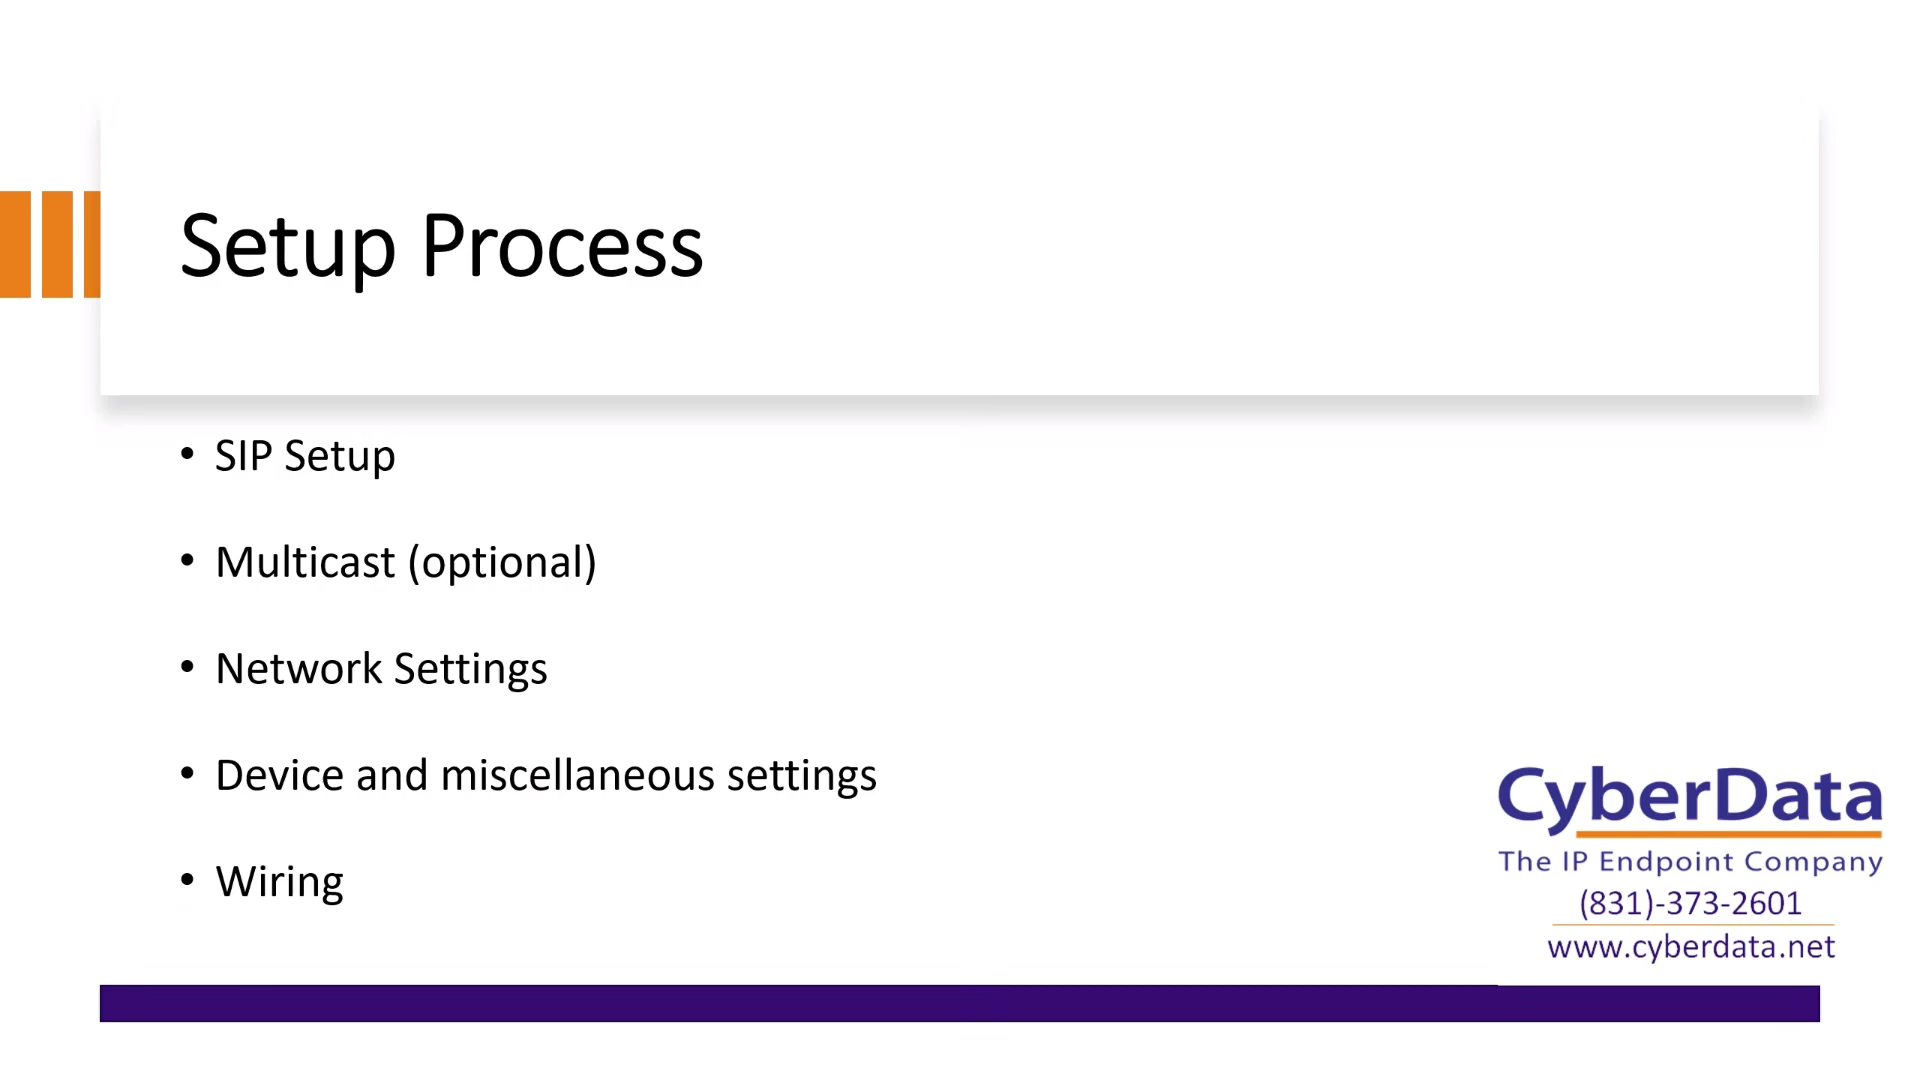 Setup Process
• SIP Setup
• Multicast (optional)
• Network Settings
• Device and miscellaneous settings
• Wiring
CyberData
The IP Endpoint Company
(831)-373-2601
www.cyberdata.net